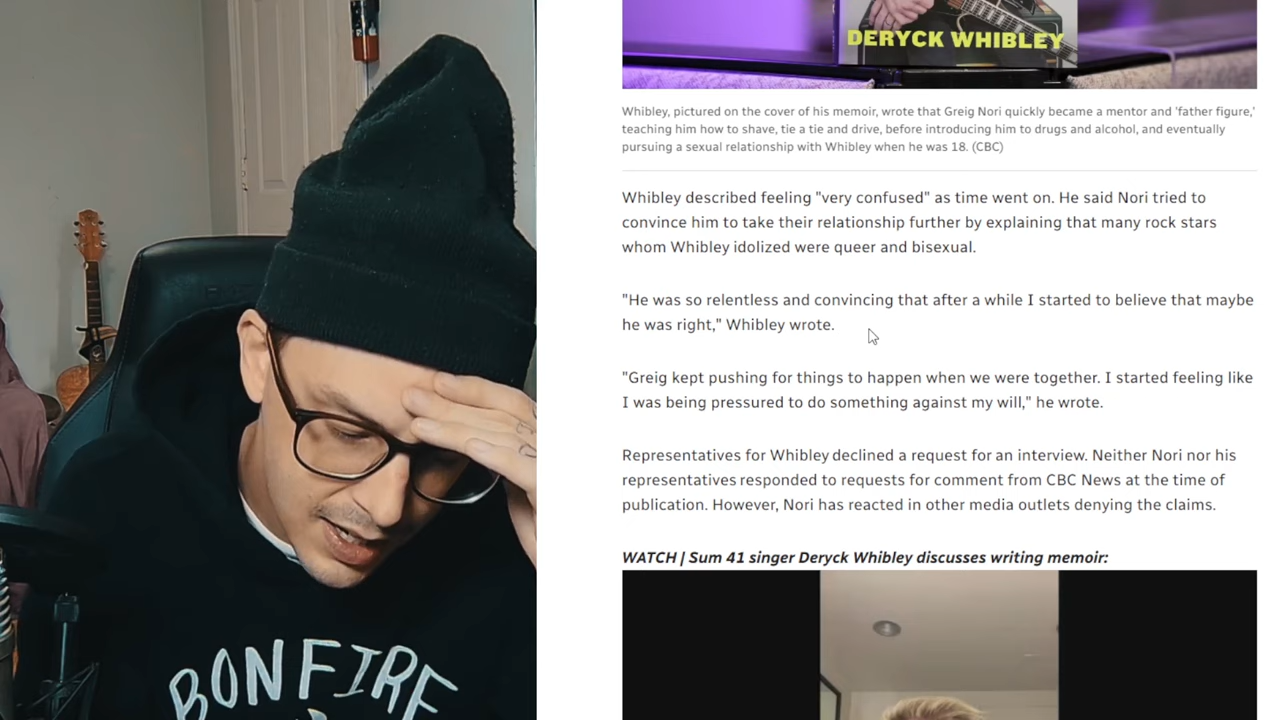 BONFIRE
DERYCK WHIBLEY
Whibley, pictured on the cover of his memoir, wrote that Greig Nori quickly became a mentor and 'father figure,'
teaching him how to shave, tie a tie and drive, before introducing him to drugs and alcohol, and eventually
pursuing a sexual relationship with Whibley when he was 18. (CBC)
Whibley described feeling "very confused" as time went on. He said Nori tried to
convince him to take their relationship further by explaining that many rock stars
whom Whibley idolized were queer and bisexual.
"He was so relentless and convincing that after a while I started to believe that maybe
he was right," Whibley wrote.
"Greig kept pushing for things to happen when we were together. I started feeling like
I was being pressured to do something against my will," he wrote.
Representatives for Whibley declined a request for an interview. Neither Nori nor his
representatives responded to requests for comment from CBC News at the time of
publication. However, Nori has reacted in other media outlets denying the claims.
WATCH | Sum 41 singer Deryck Whibley discusses writing memoir: